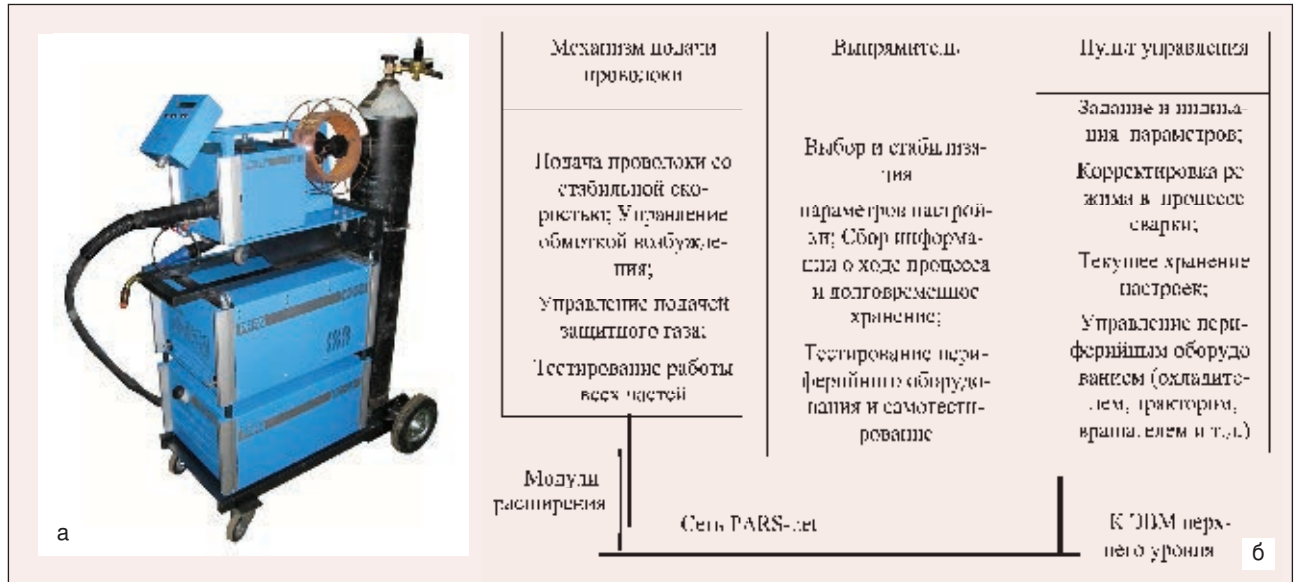 Механизм подачи
проволоки
Подача проволоки со
стабильной ско-
ростью; Управление
обмоткой возбужде-
ния;
Управление подачей
защитного газа;
Тестирование работы
всех частей
Выпрямитель
Выбор и стабилиза-
ция
параметров настрой-
ки; Сбор информа-
ции о ходе процесса
и долговременное
хранение;
Тестирование пери-
ферийного оборудо-
вания и самотести-
рование
Пульт управления
Задание и индика-
ция параметров;
Корректировка ре
жима в процессе
сварки;
Текущее хранение
настроек;
Управление пери-
ферийным оборудо
ванием (охладите-
лем, трактором,
вращателем и т.д.)
Модули
расширения
Сеть PARS-net
К ЭВМ верх-
него уровня
а
б